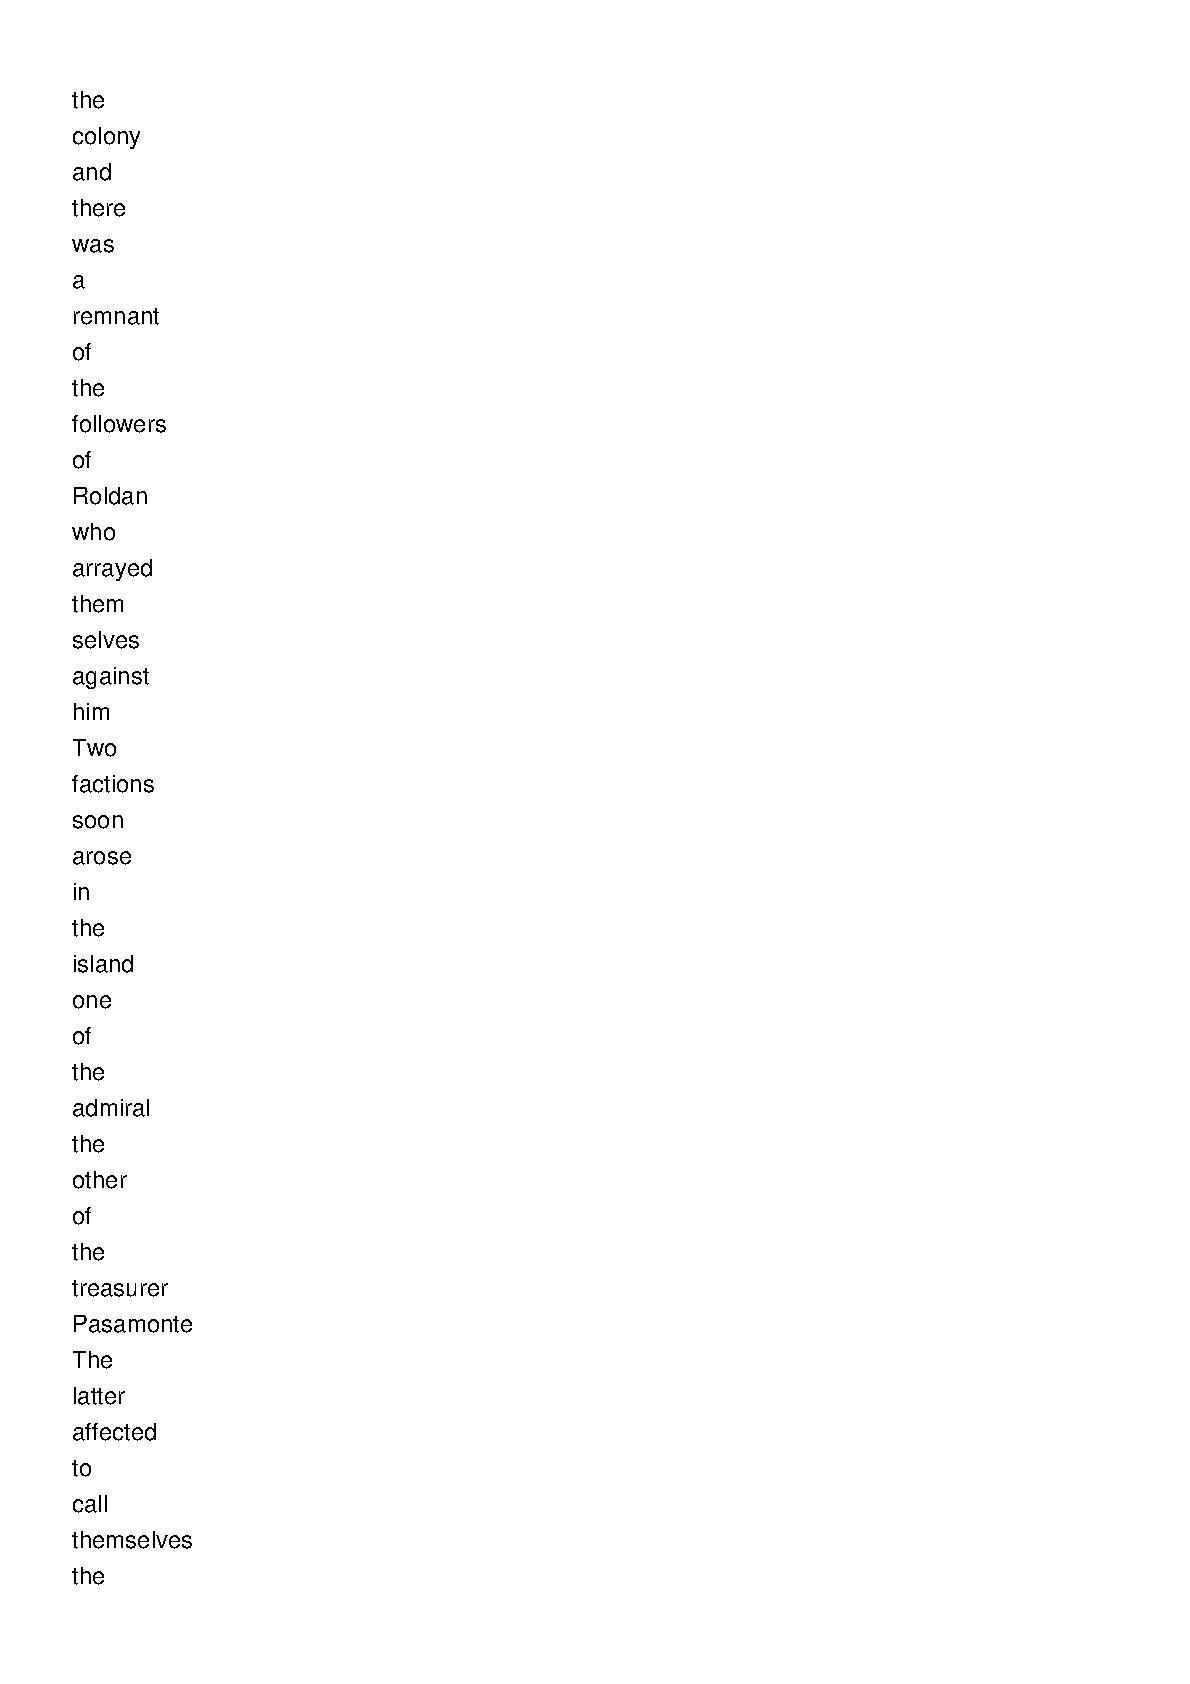 the
colony
and
there
was
a
remnant
of
the
followers
of
Roldan
who
arrayed
them
selves
against
him
Two
factions
soon
arose
in
the
island
one
of
the
admiral
the
other
of
the
treasurer
Pasamonte
The
latter
affected
to
call
themselves
the